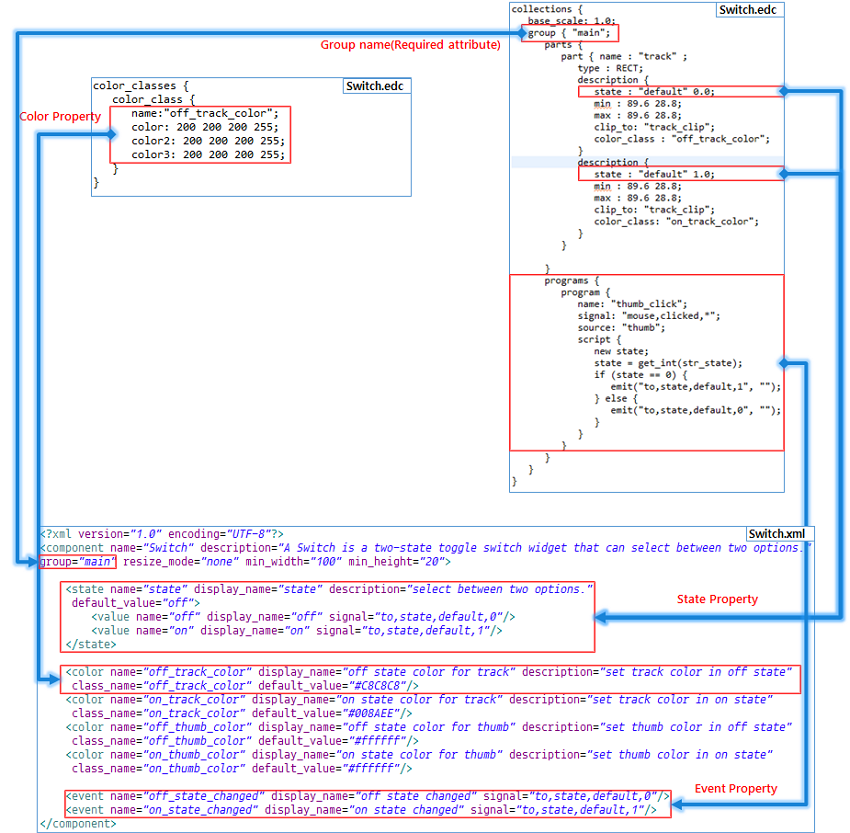 collections {
Switch.edc
base_scale: 1.0;
group { "main";
Group name(Required attribute)
parts {
part { name : "track" ;
type : RECT;
description {
state : "default" 0.0;
min : 89.6 28.8;
max : 89.6 28.8;
clip_to: "track_clip";
color_class : "off_track_color";
}
description {
state : "default" 1.0;
min : 89.6 28.8;
max : 89.6 28.8;
clip_to: "track_clip";
color_class: "on_track_color";
}
}
}
programs {
program {
name: "thumb_click";
signal: "mouse,clicked,*";
source: "thumb";
script {
new state;
state = get_int(str_state);
if (state == 0) {
emit("to,state,default,1", "");
} else {
emit("to,state,default,0", "");
}
}
}
}
}
}
color_classes {
Switch.edc
color_class {
Color Property
name:"off_track_color";
color: 200 200 200 255;
color2: 200 200 200 255;
color3: 200 200 200 255;
}
}
<?xml version="1.0" encoding="UTF-8"?>
Switch.xml
<component name="Switch" description="A Switch is a two-state toggle switch widget that can select between two options."
group="main" resize_mode="none" min_width="100" min_height="20">
<state name="state" display_name="state" description="select between two options."
default_value="off">
<value name="off" display_name="off" signal="to,state,default,0"/>
<value name="on" display_name="on" signal="to,state,default,1"/>
</state>
State Property
<color name="off_track_color" display_name="off state color for track" description="set track color in off state"
class_name="off_track_color" default_value="#C8C8C8"/>
<color name="on_track_color" display_name="on state color for track" description="set track color in on state"
class_name="on_track_color" default_value="#008AEE"/>
<color name="off_thumb_color" display_name="off state color for thumb" description="set thumb color in off state"
class_name="off_thumb_color" default_value="#ffffff"/>
<color name="on_thumb_color" display_name="on state color for thumb" description="set thumb color in on state"
class_name="on_thumb_color" default_value="#ffffff"/>
Event Property
<event name="off_state_changed" display_name="off state changed" signal="to,state,default,0"/>
<event name="on_state_changed" display_name="on state changed" signal="to,state,default,1"/>
</component>